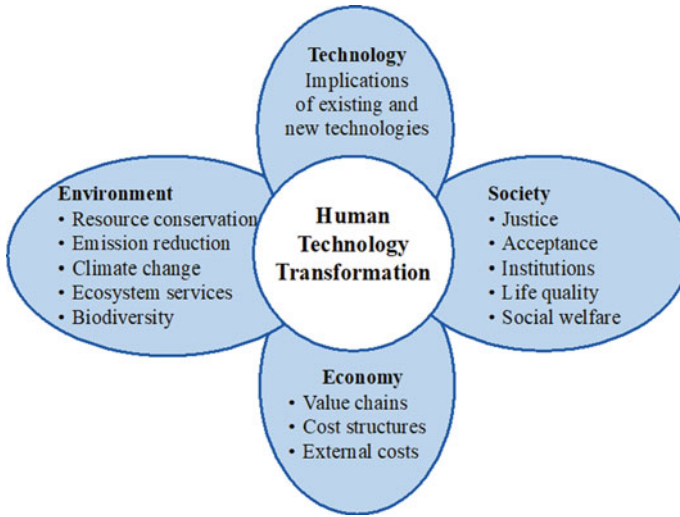 Technology
Implications
of existing and
new technologies
Environment
• Resource conservation
• Emission reduction
• Climate change
• Ecosystem services
• Biodiversity
Human
Technology
Transformation
Society
• Justice
• Acceptance
• Institutions
• Life quality
• Social welfare
Economy
• Value chains
• Cost structures
• External costs